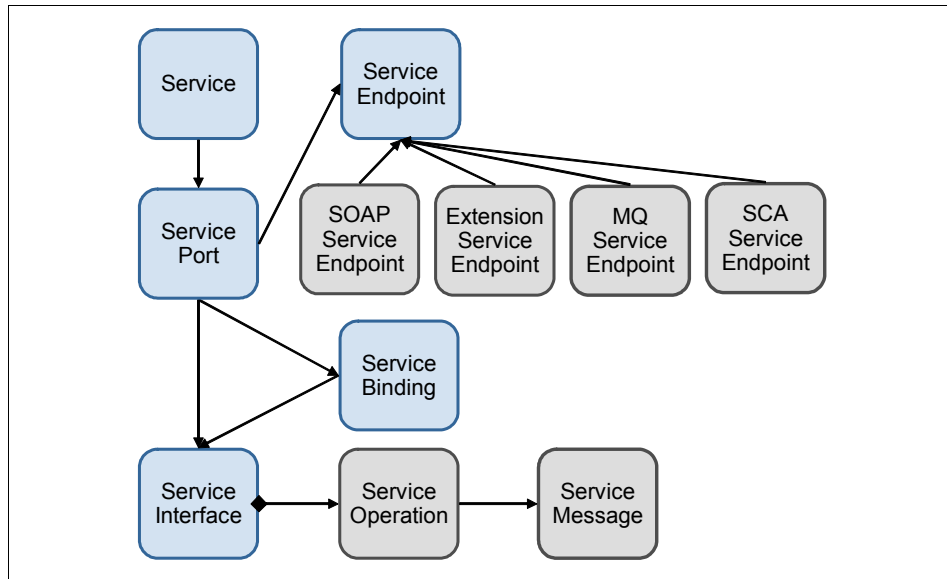 Service
Service
Endpoint
Service
Port
SOAP
Service
Endpoint
Extension
Service
Endpoint
MQ
Service
Endpoint
SCA
Service
Endpoint
Service
Binding
Service
Interface
Service
Operation
Service
Message